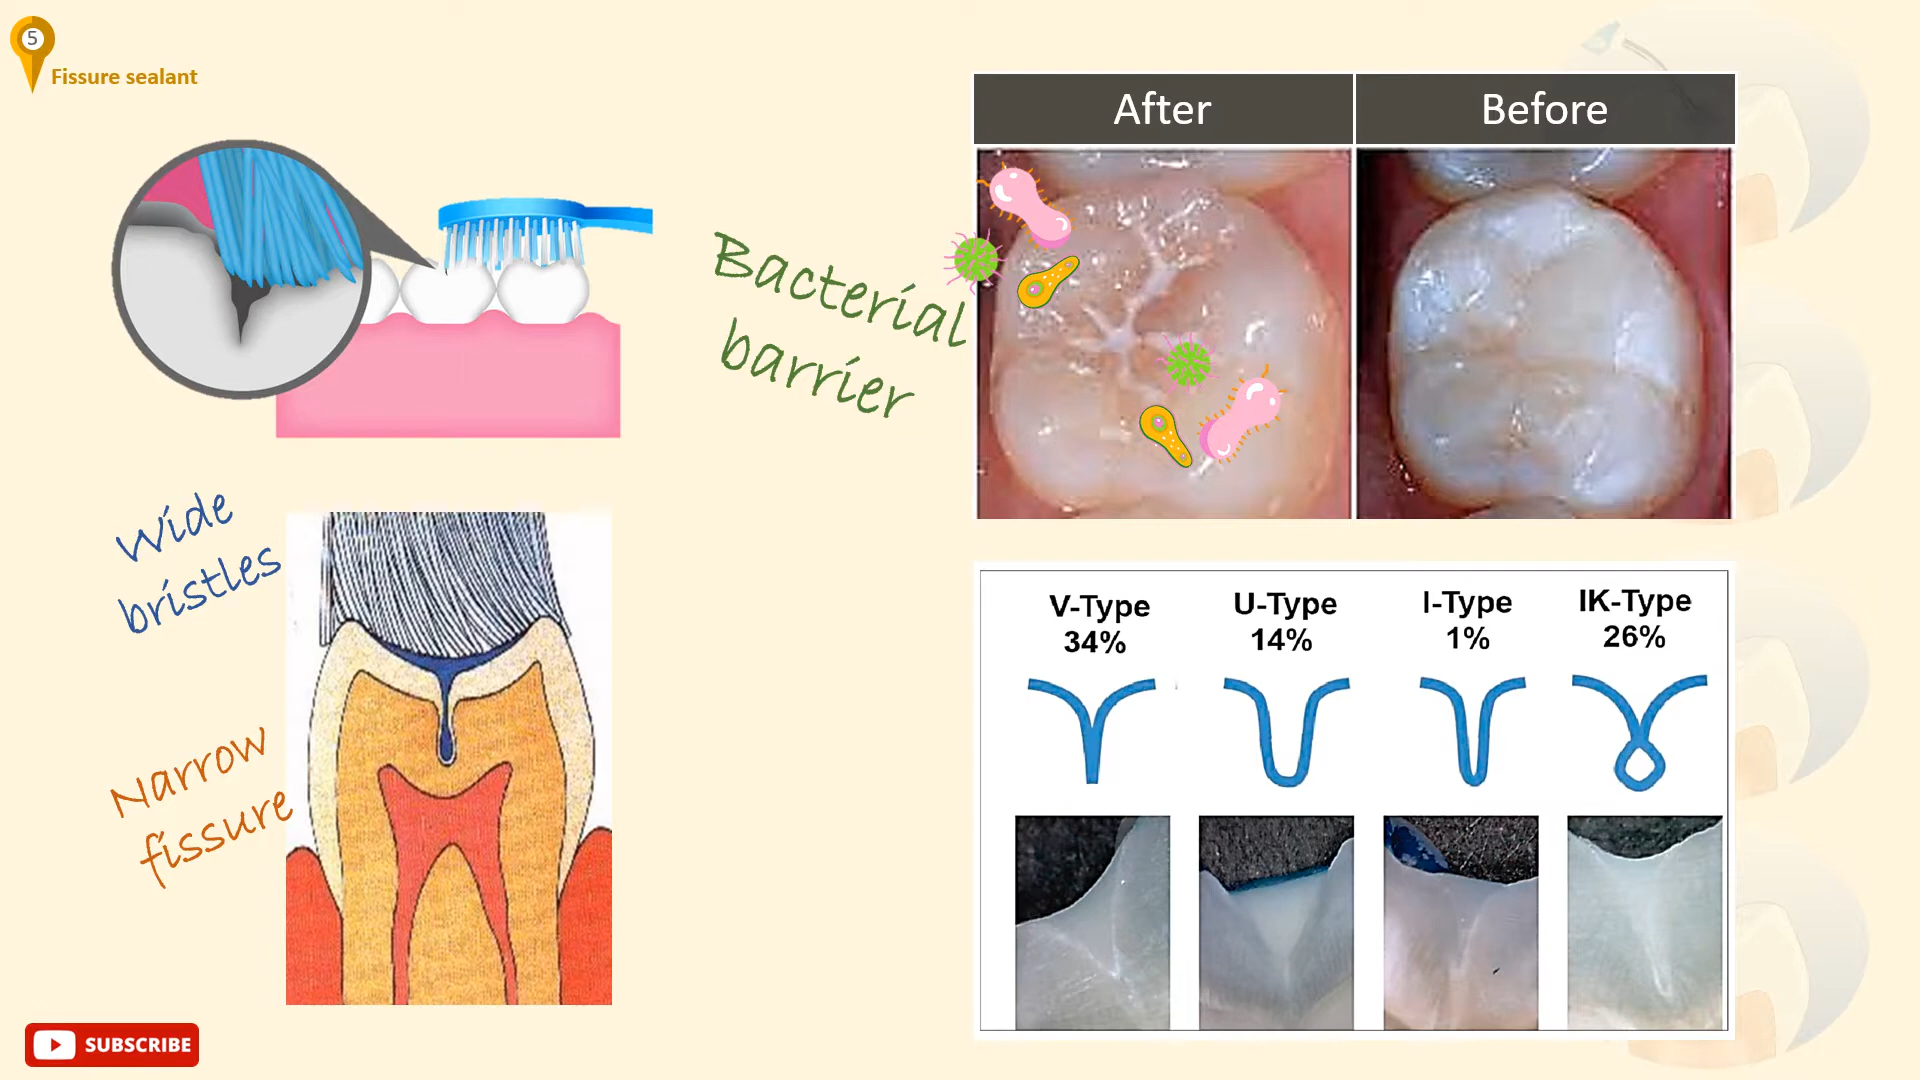 5
Fissure sealant
After
Before
Bacterial
barrier
Wide
bristles
Narrow
fissure
V-Type
34%
U-Type
14%
I-Type
1%
IK-Type
26%
SUBSCRIBE